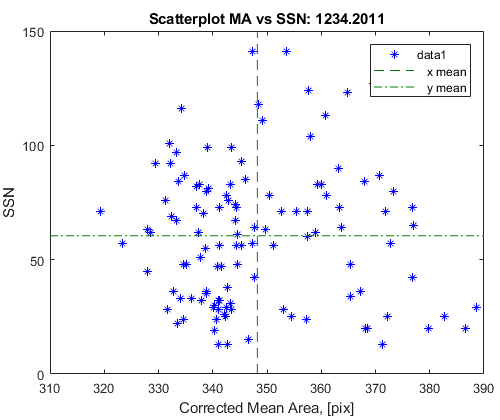 Scatterplot MA vs SSN: 1234.2011
150
100
50
0
SSN
data1
x mean
y mean
310 320 330 340 350 360 370 380 390
Corrected Mean Area, [pix]